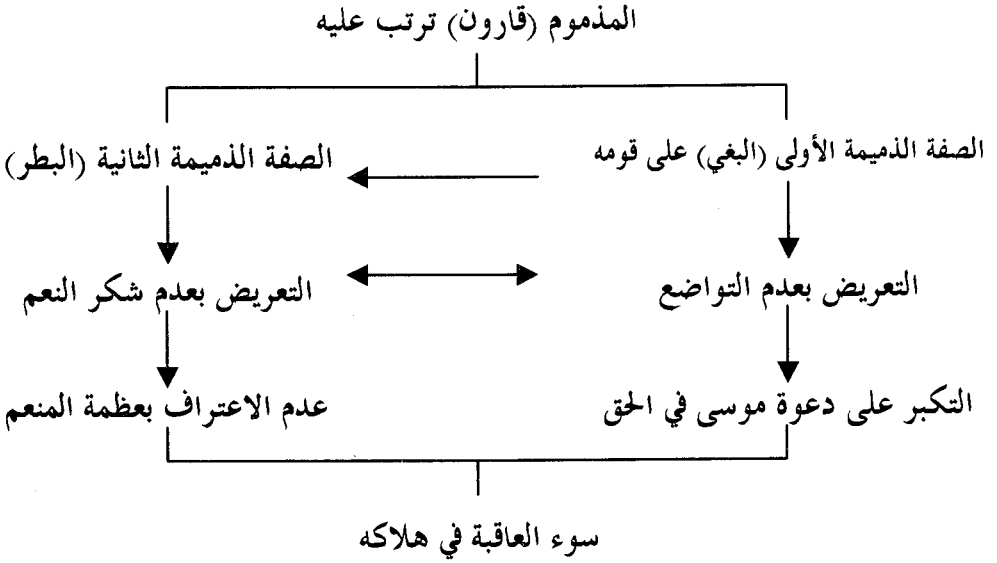 المذموم (قارون) ترتب عليه
الصفة الذميمة الأولى (البغي) على قومه
الصفة الذميمة الثانية (البطر)
التعريض بعدم التواضع
التعريض بعدم شكر النعم
التكبر على دعوة موسى في الحق
عدم الاعتراف بعظمة المنعم
سوء العاقبة في هلاكه